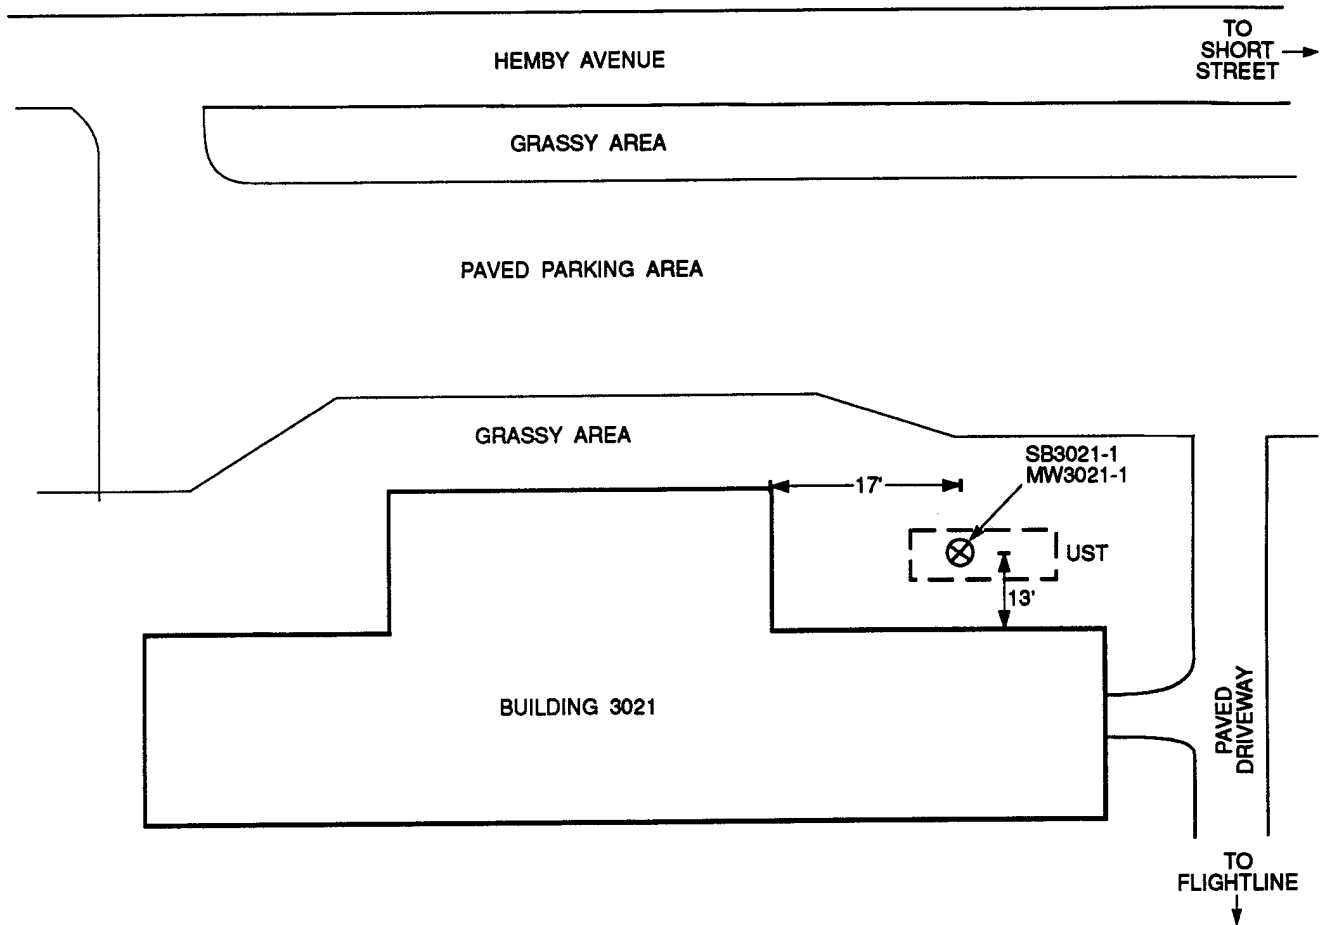 HEMBY AVENUE
TO
SHORT
STREET
GRASSY AREA
PAVED PARKING AREA
GRASSY AREA
SB3021-1
MW3021-1
17'
UST
13'
BUILDING 3021
PAVED
DRIVEWAY
TO
FLIGHTLINE